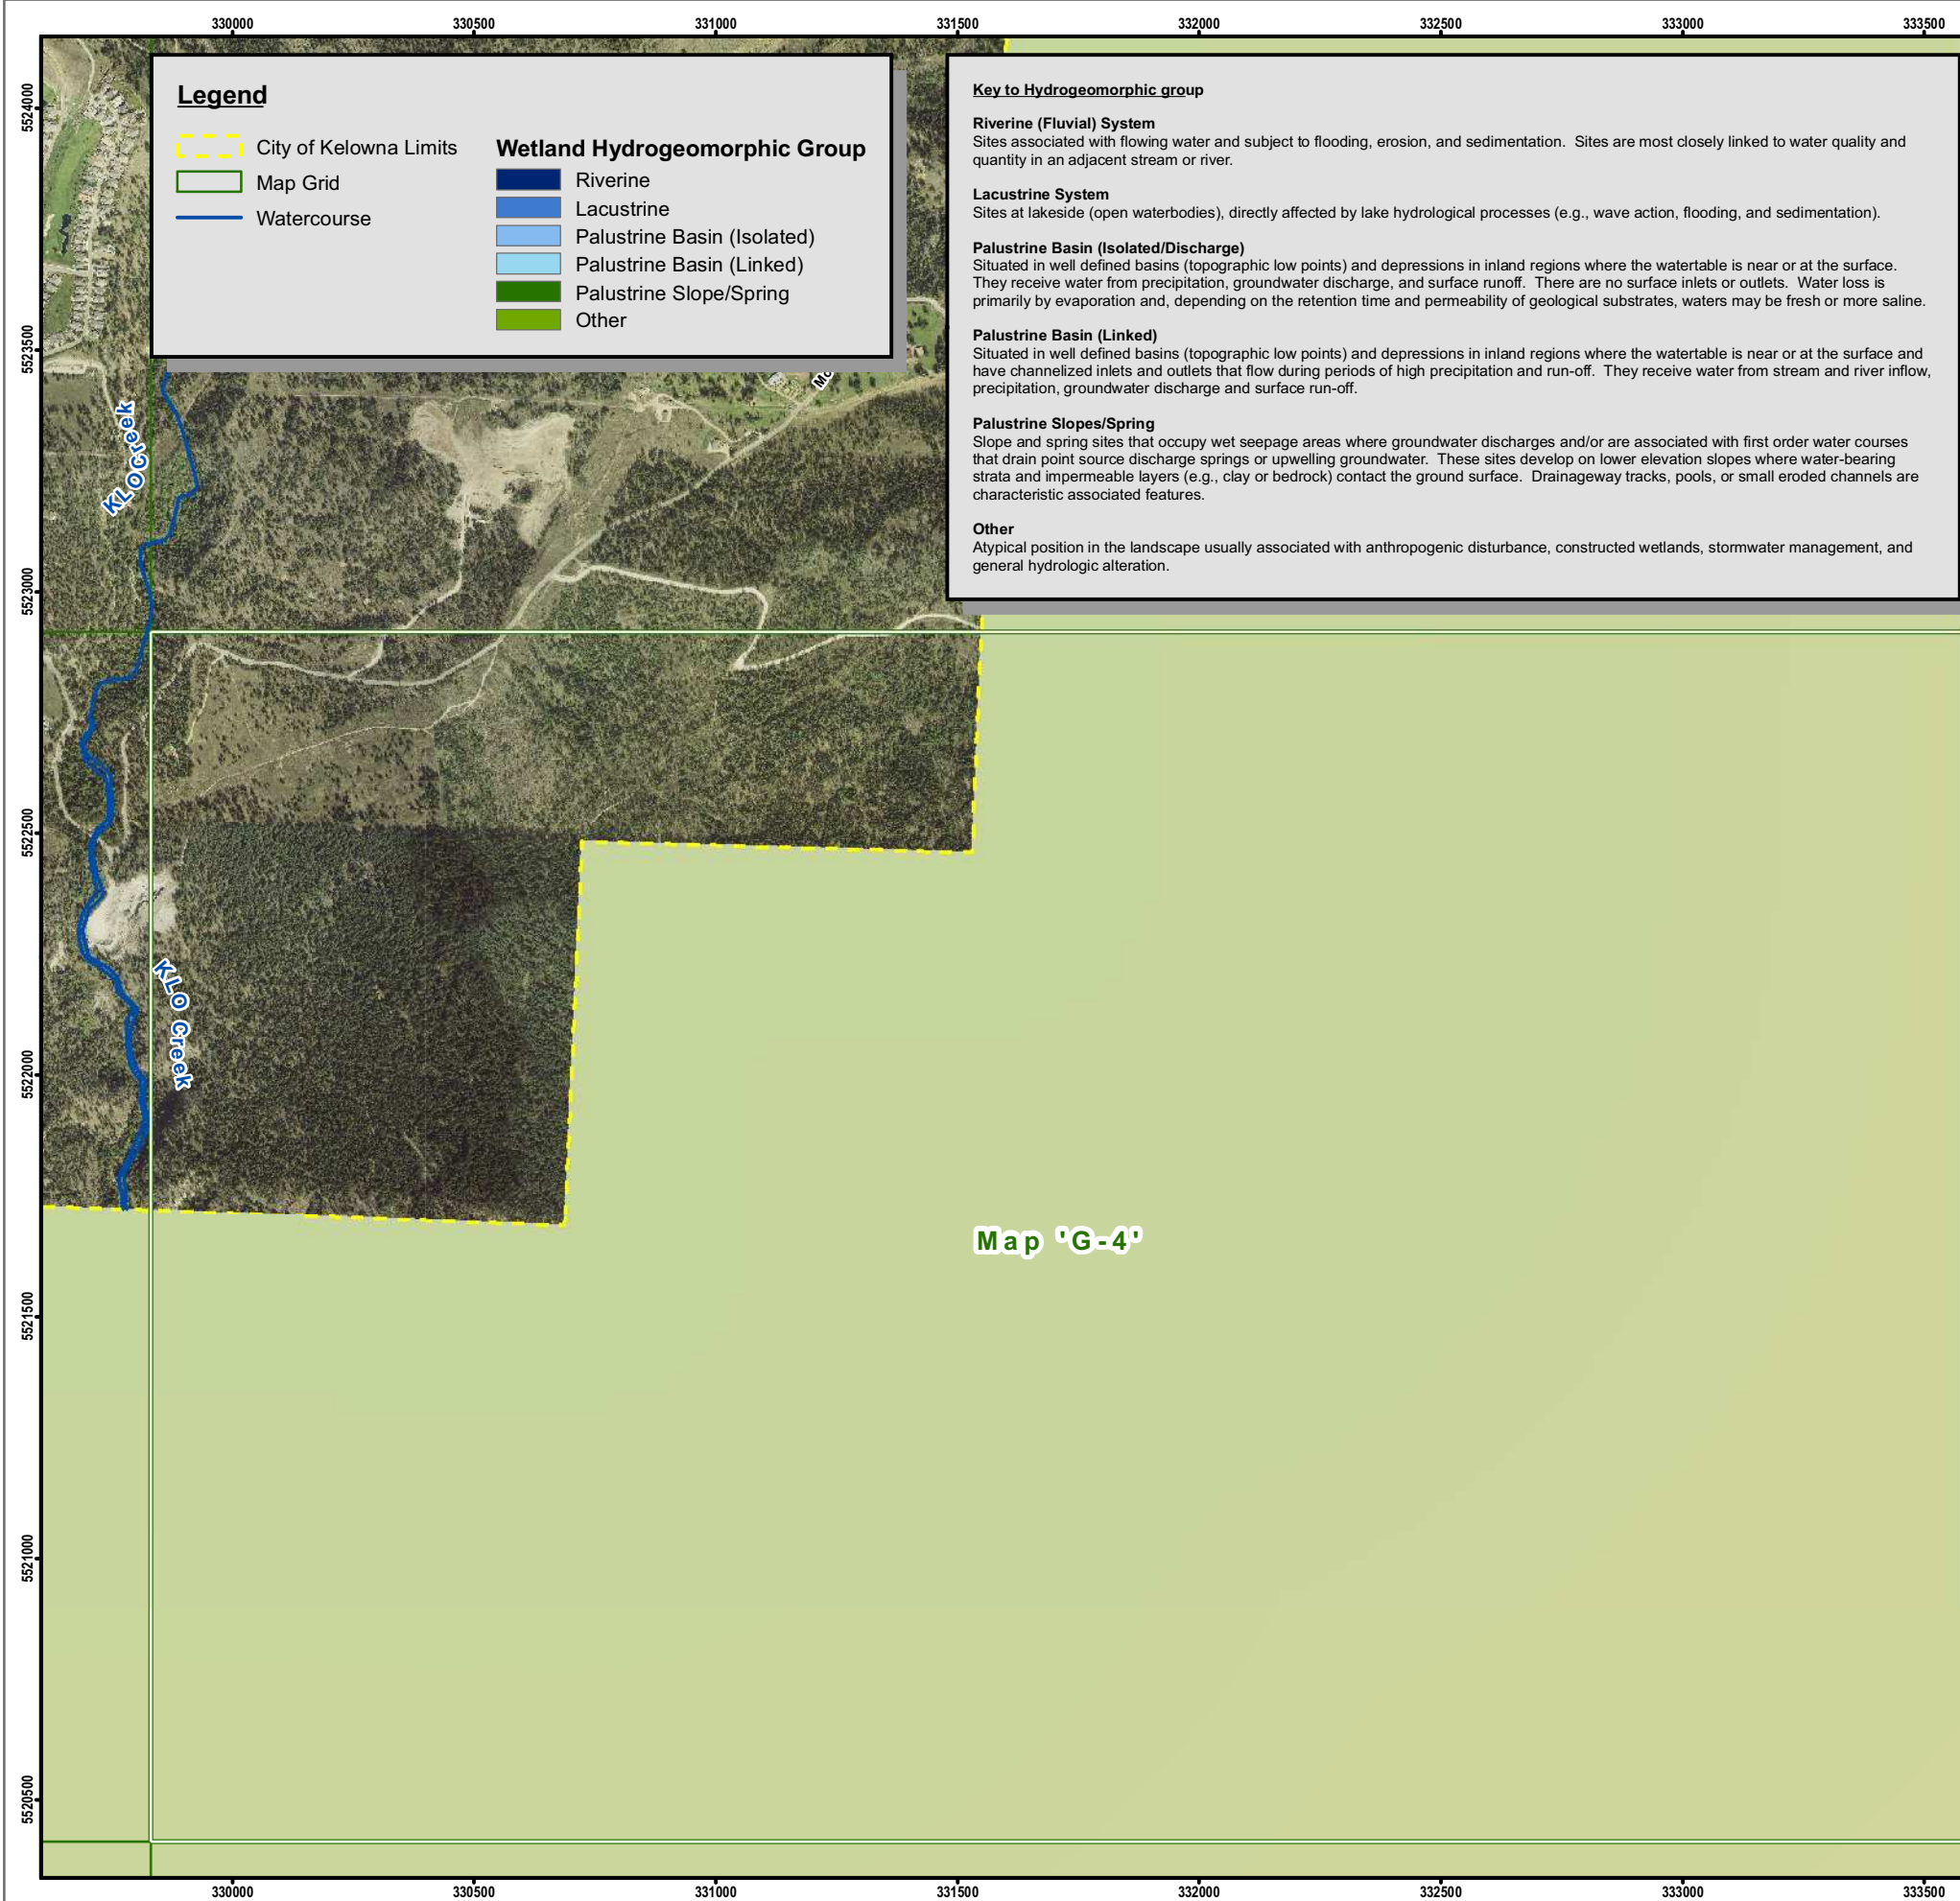 330000 330500 331000 331500 332000 332500 333000 333500
5524000
5523500
5523000
5522500
5522000
5521500
5521000
5520500
Legend
City of Kelowna Limits
Map Grid
Watercourse
Wetland Hydrogeomorphic Group
Riverine
Lacustrine
Palustrine Basin (Isolated)
Palustrine Basin (Linked)
Palustrine Slope/Spring
Other
Key to Hydrogeomorphic group
Riverine (Fluvial) System
Sites associated with flowing water and subject to flooding, erosion, and sedimentation.  Sites are most closely linked to water quality and
quantity in an adjacent stream or river.
Lacustrine System
Sites at lakeside (open waterbodies), directly affected by lake hydrological processes (e.g., wave action, flooding, and sedimentation).
Palustrine Basin (Isolated/Discharge)
Situated in well defined basins (topographic low points) and depressions in inland regions where the watertable is near or at the surface.
They receive water from precipitation, groundwater discharge, and surface runoff.  There are no surface inlets or outlets.  Water loss is
primarily by evaporation and, depending on the retention time and permeability of geological substrates, waters may be fresh or more saline.
Palustrine Basin (Linked)
Situated in well defined basins (topographic low points) and depressions in inland regions where the watertable is near or at the surface and
have channelized inlets and outlets that flow during periods of high precipitation and run-off.  They receive water from stream and river inflow,
precipitation, groundwater discharge and surface run-off.
Palustrine Slopes/Spring
Slope and spring sites that occupy wet seepage areas where groundwater discharges and/or are associated with first order water courses
that drain point source discharge springs or upwelling groundwater.  These sites develop on lower elevation slopes where water-bearing
strata and impermeable layers (e.g., clay or bedrock) contact the ground surface.  Drainageway tracks, pools, or small eroded channels are
characteristic associated features.
Other
Atypical position in the landscape usually associated with anthropogenic disturbance, constructed wetlands, stormwater management, and
general hydrologic alteration.
KLO Creek
KLO Creek
Map 'G-4'
330000 330500 331000 331500 332000 332500 333000 333500